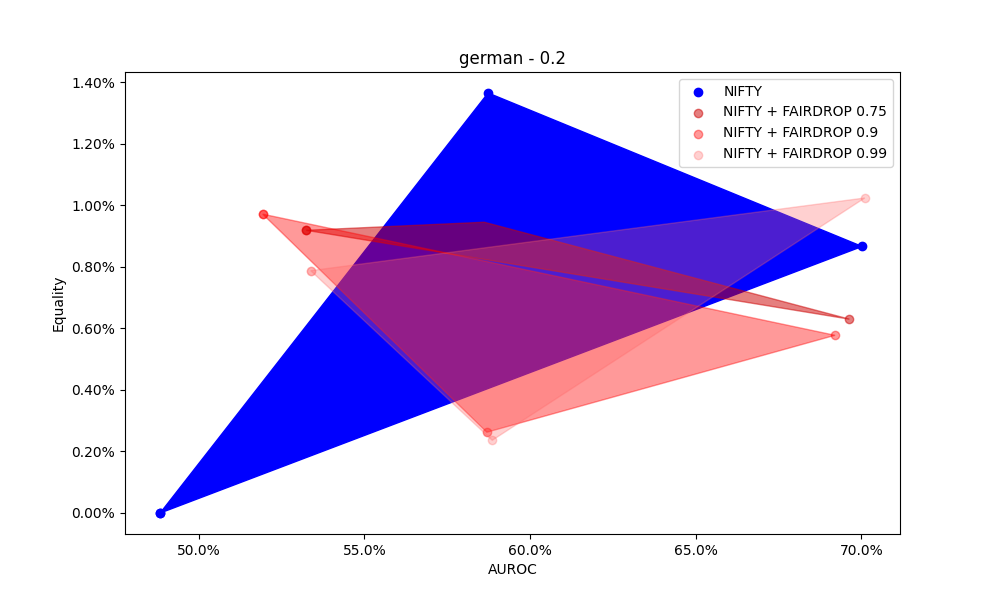 german - 0.2
1.40%
1.20%
1.00%
0.80%
0.60%
0.40%
0.20%
0.00%
Equality
NIFTY
NIFTY + FAIRDROP 0.75
NIFTY + FAIRDROP 0.9
NIFTY + FAIRDROP 0.99
50.0%
55.0%
60.0%
65.0%
70.0%
AUROC